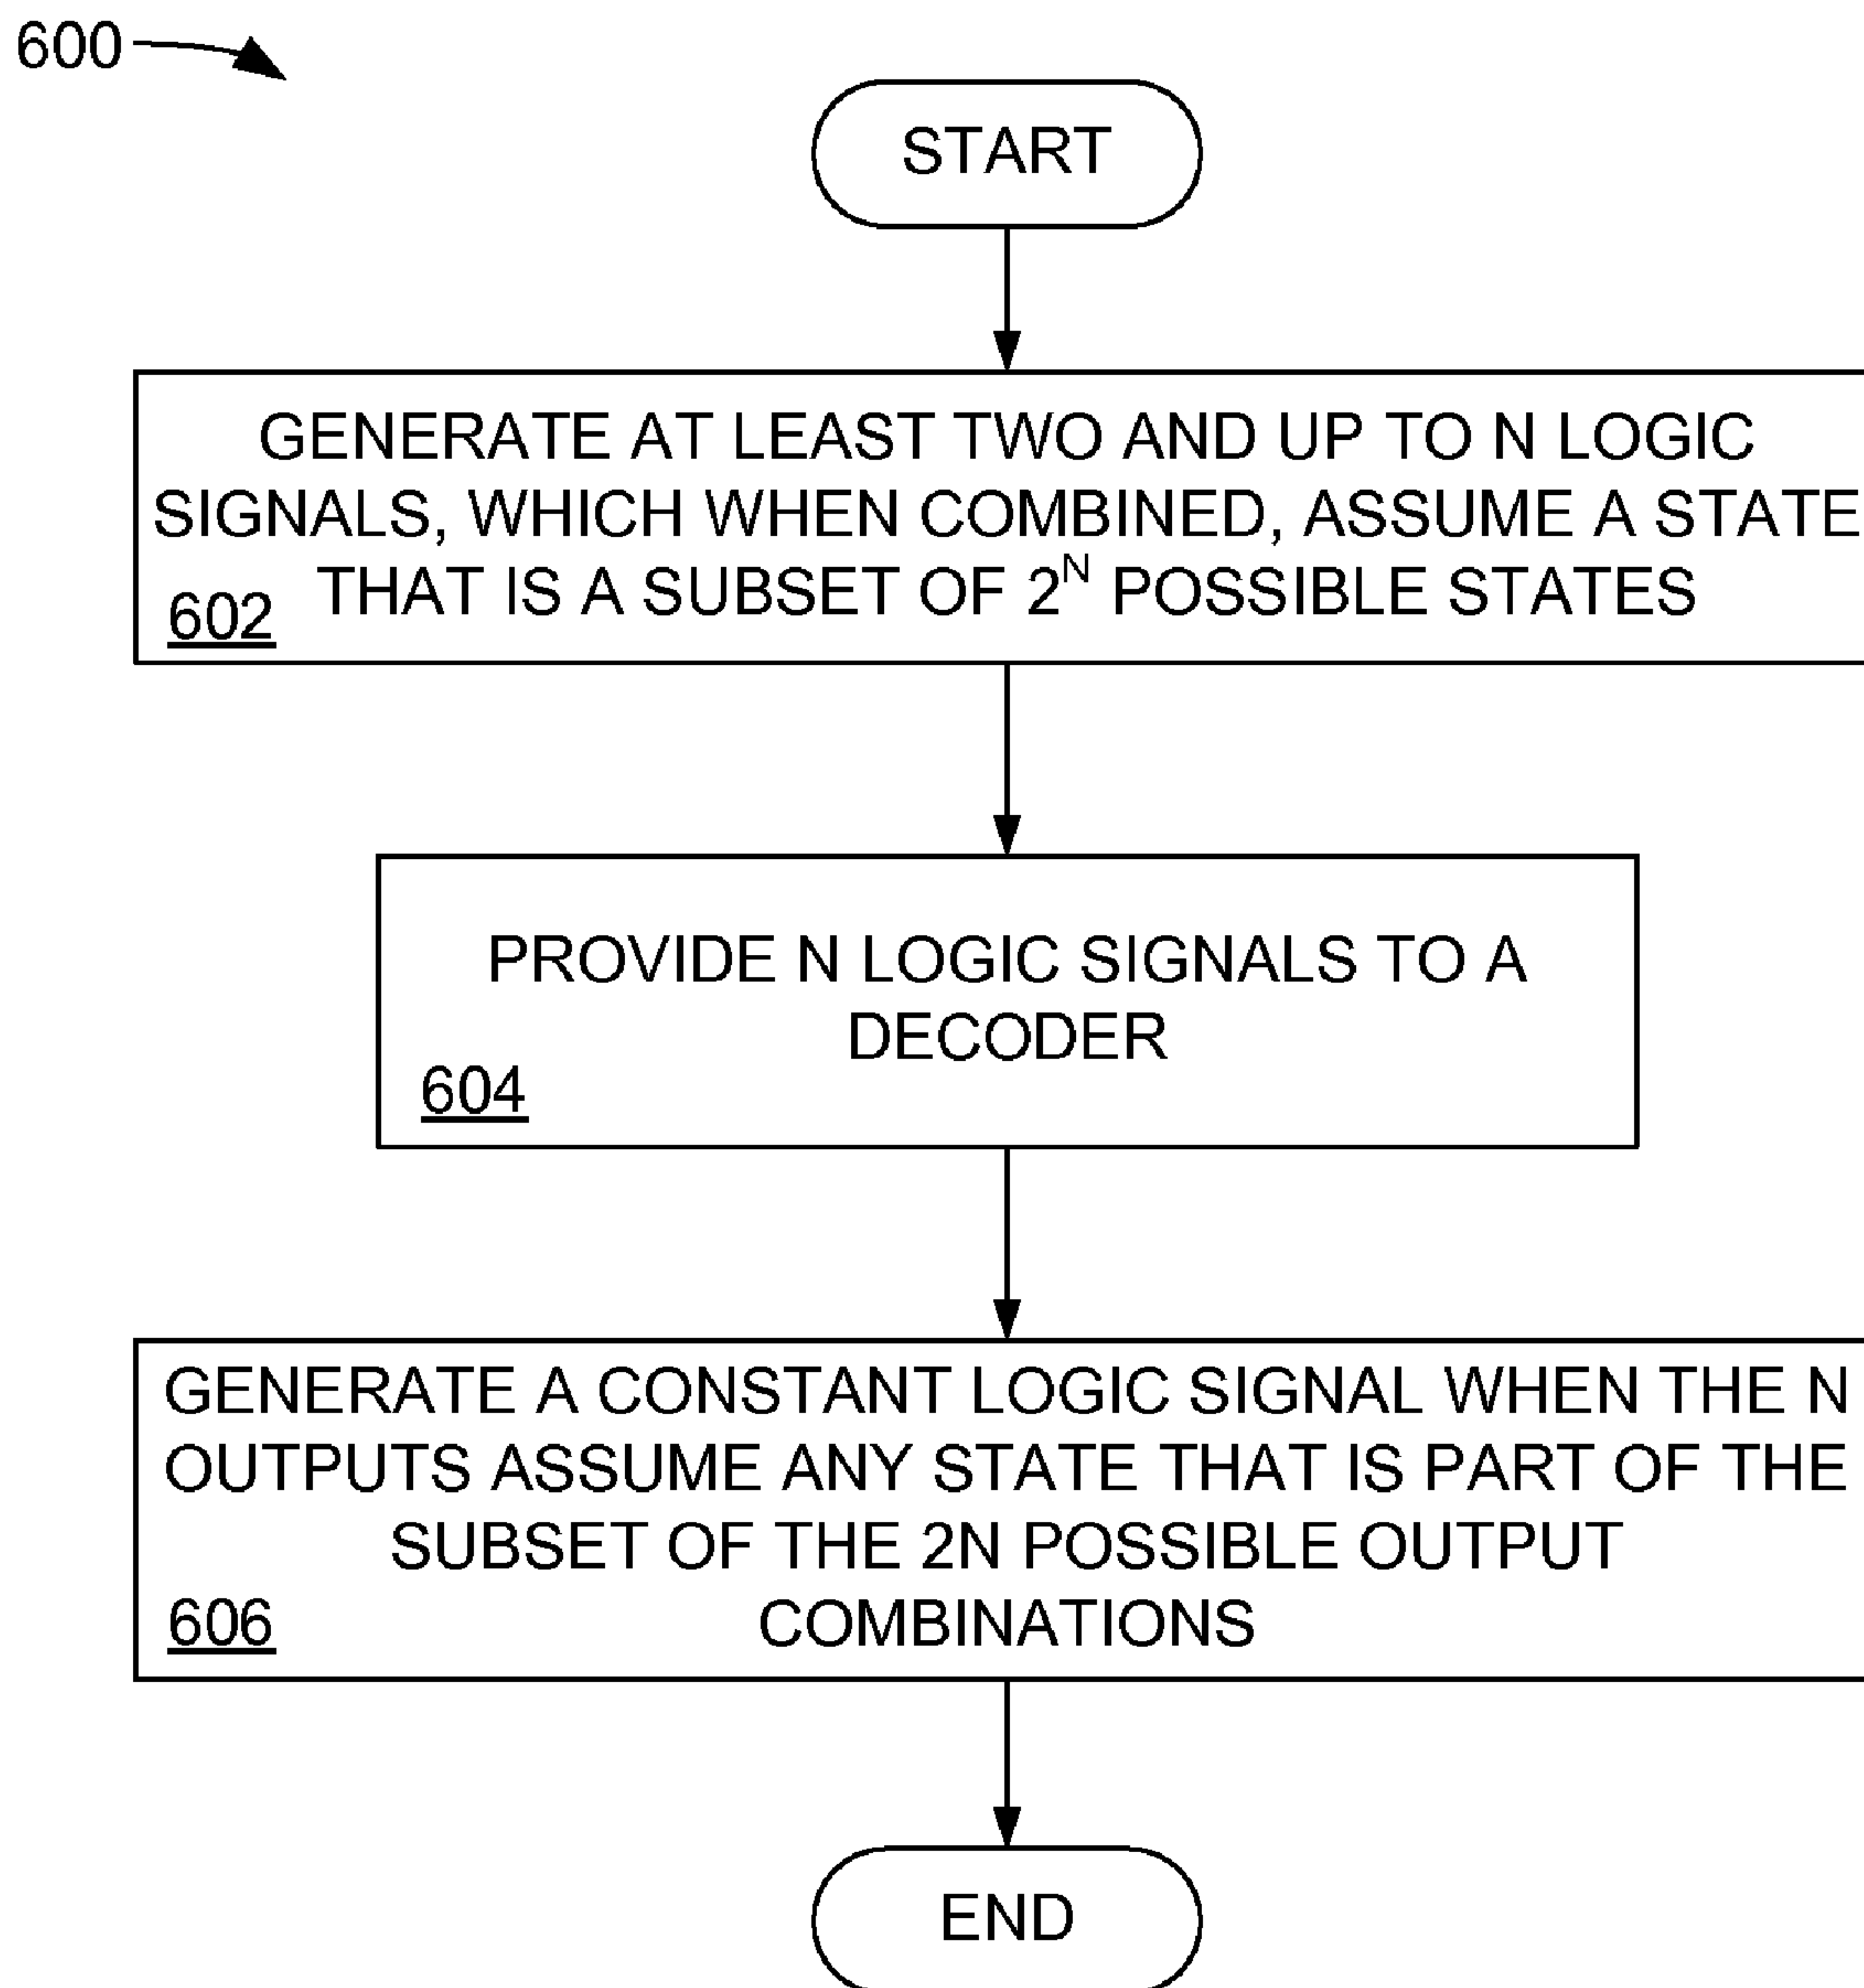 600
START
GENERATE AT LEAST TWO AND UP TO N LOGIC
SIGNALS, WHICH WHEN COMBINED, ASSUME A STATE
THAT IS A SUBSET OF 2^N POSSIBLE STATES
602
PROVIDE N LOGIC SIGNALS TO A
DECODER
604
GENERATE A CONSTANT LOGIC SIGNAL WHEN THE N
OUTPUTS ASSUME ANY STATE THAT IS PART OF THE
SUBSET OF THE 2N POSSIBLE OUTPUT
COMBINATIONS
606
END